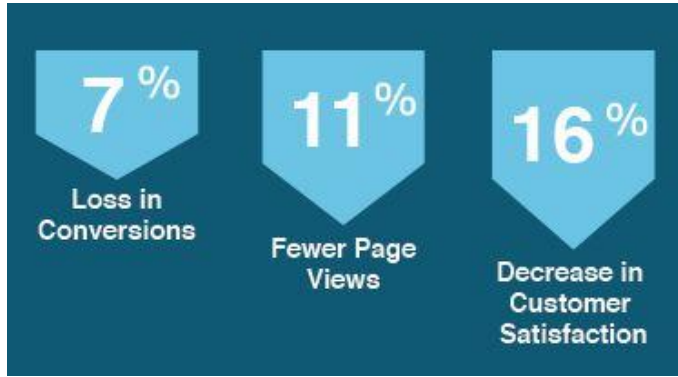 7%
Loss in
Conversions
11%
Fewer Page
Views
16%
Decrease in
Customer
Satisfaction